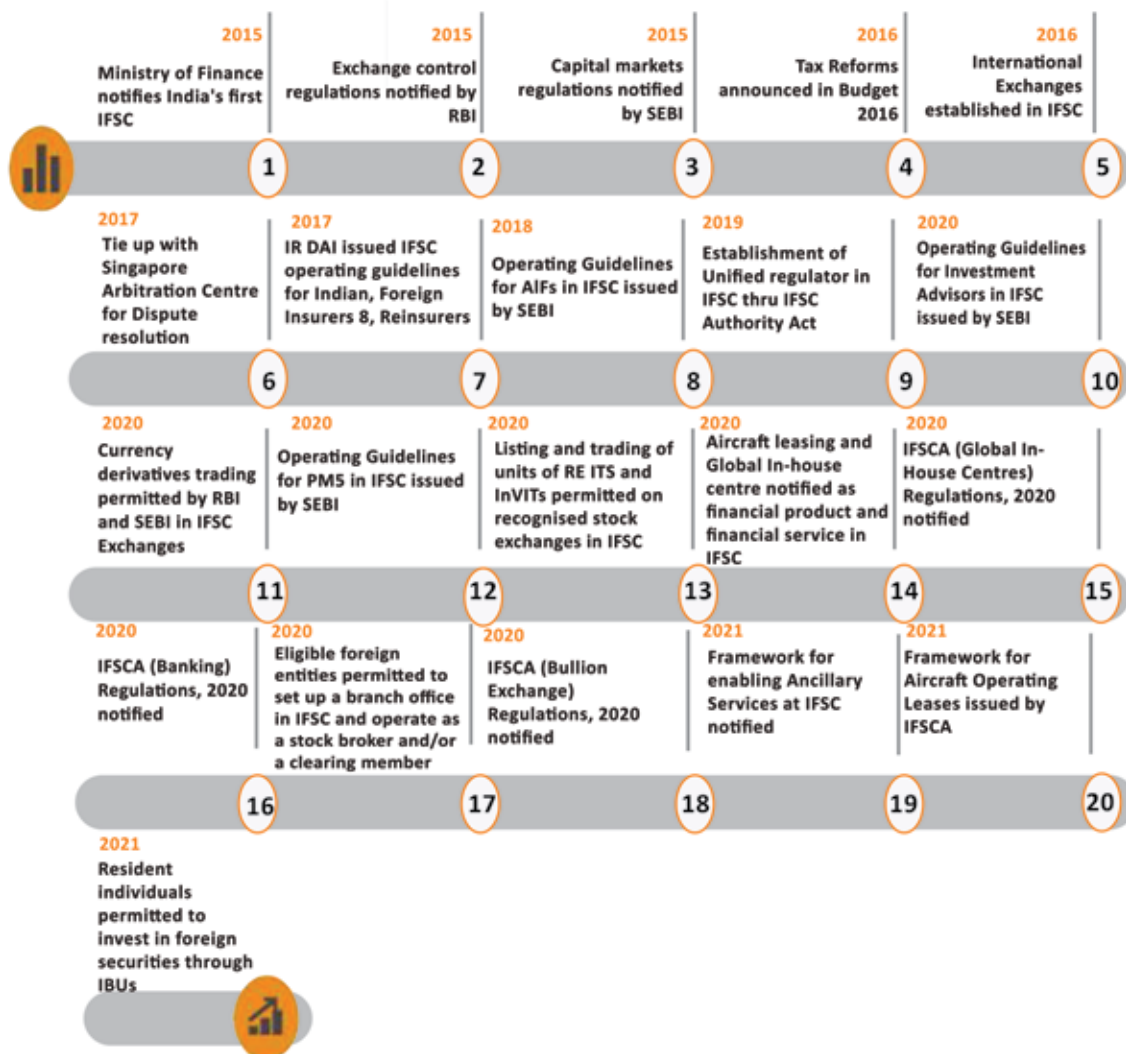 2015
Ministry of Finance
notifies India's first
IFSC
2015
Exchange control
regulations notified by
RBI
2015
Capital markets
regulations notified
by SEBI
2016
Tax Reforms
announced in Budget
2016
2016
International
Exchanges
established in IFSC
1
2
3
4
5
2017
Tie up with
Singapore
Arbitration Centre
for Dispute
resolution
2017
IR DAI issued IFSC
operating guidelines
for Indian, Foreign
Insurers 8, Reinsurers
2018
Operating Guidelines
for AIFs in IFSC issued
by SEBI
2019
Establishment of
Unified regulator in
IFSC thru IFSC
Authority Act
2020
Operating Guidelines
for Investment
Advisors in IFSC
issued by SEBI
6
7
8
9
10
2020
Currency
derivatives trading
permitted by RBI
and SEBI in IFSC
Exchanges
2020
Operating Guidelines
for PM5 in IFSC issued
by SEBI
2020
Listing and trading of
units of RE ITS and
InVITs permitted on
recognised stock
exchanges in IFSC
2020
Aircraft leasing and
Global In-house
centre notified as
financial product and
financial service in
IFSC
2020
IFSCA (Global In-
House Centres)
Regulations, 2020
notified
11
12
13
14
15
2020
IFSCA (Banking)
Regulations, 2020
notified
2020
Eligible foreign
entities permitted to
set up a branch office
in IFSC and operate as
a stock broker and/or
a clearing member
2020
IFSCA (Bullion
Exchange)
Regulations, 2020
notified
2021
Framework for
enabling Ancillary
Services at IFSC
notified
2021
Framework for
Aircraft Operating
Leases issued by
IFSCA
16
17
18
19
20
2021
Resident
individuals
permitted to
invest in foreign
securities through
IBUs